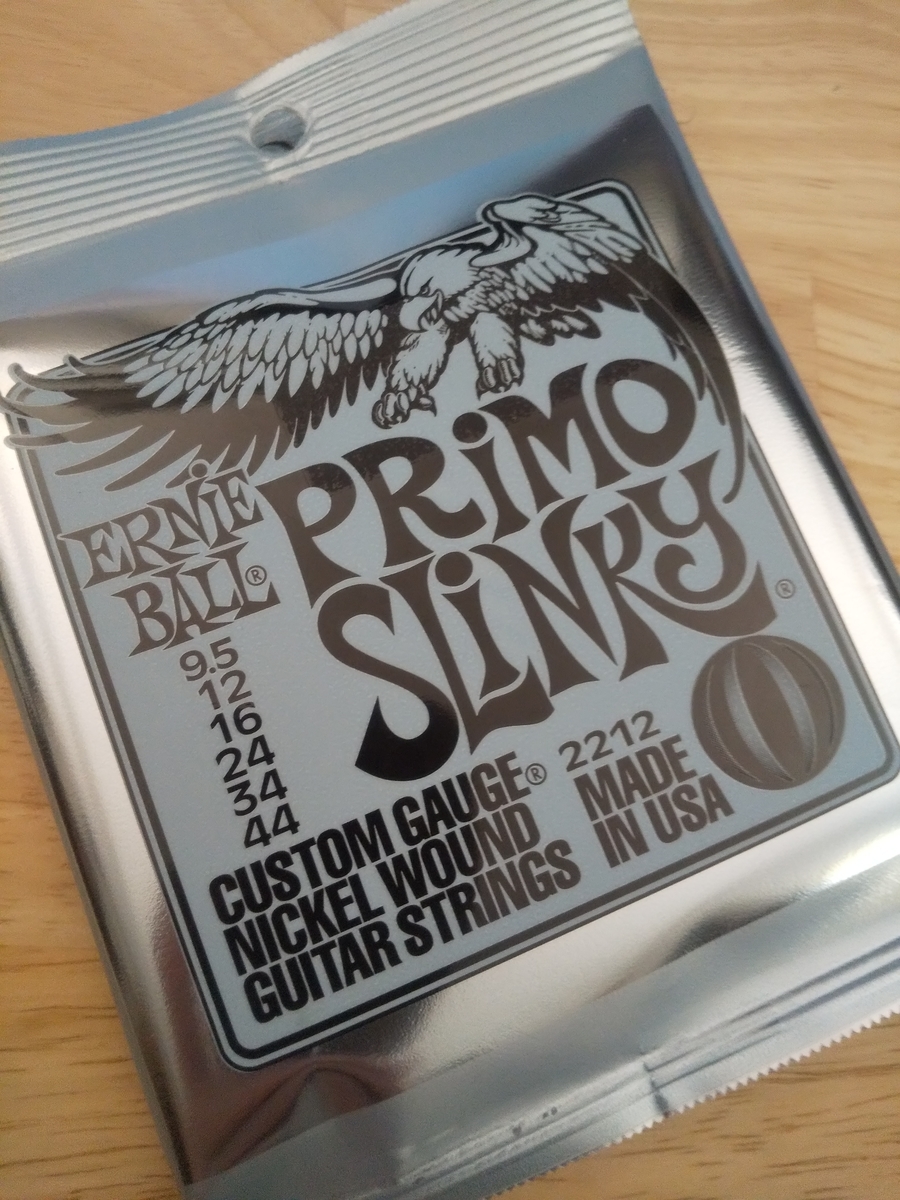 PRiMO
SLiNKY®
ERNiE
BALL®
9.5
12
16
24
34
44
CUSTOM GAUGE®
NICKEL WOUND
GUITAR STRINGS
2212
MADE
IN USA